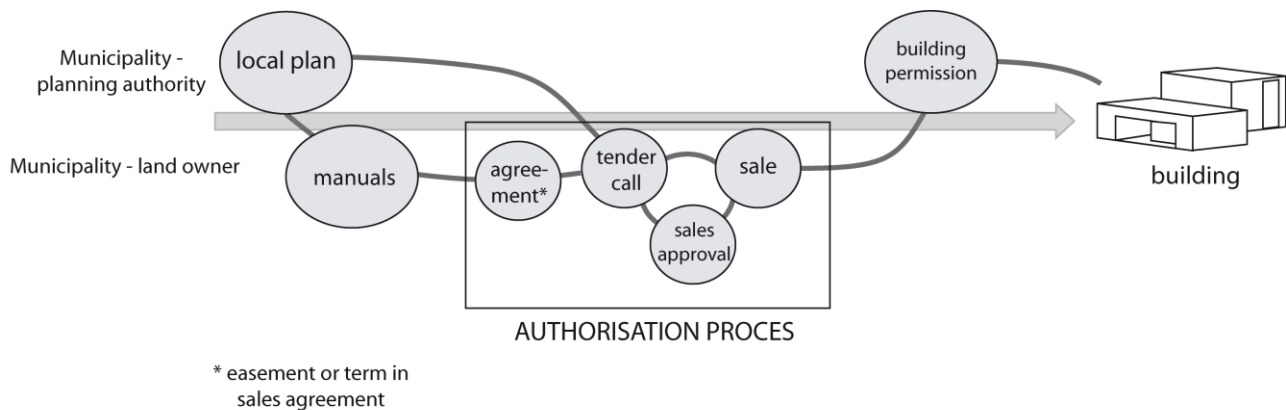 Municipality -
planning authority
local plan
building
permission
Municipality - land owner
manuals
agree-
ment*
tender
call
sale
sales
approval
building
AUTHORISATION PROCES
* easement or term in
sales agreement